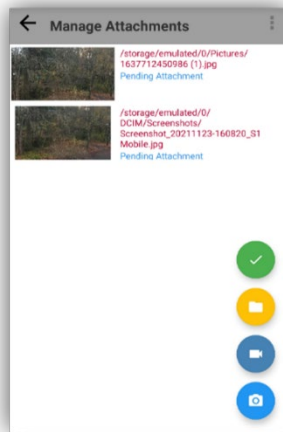 Manage Attachments
/storage/emulated/0/Pictures/
1637712450986 (1).jpg
Pending Attachment
/storage/emulated/0/
DCIM/Screenshots/
Screenshot_20211123-160820_S1
Mobile.jpg
Pending Attachment